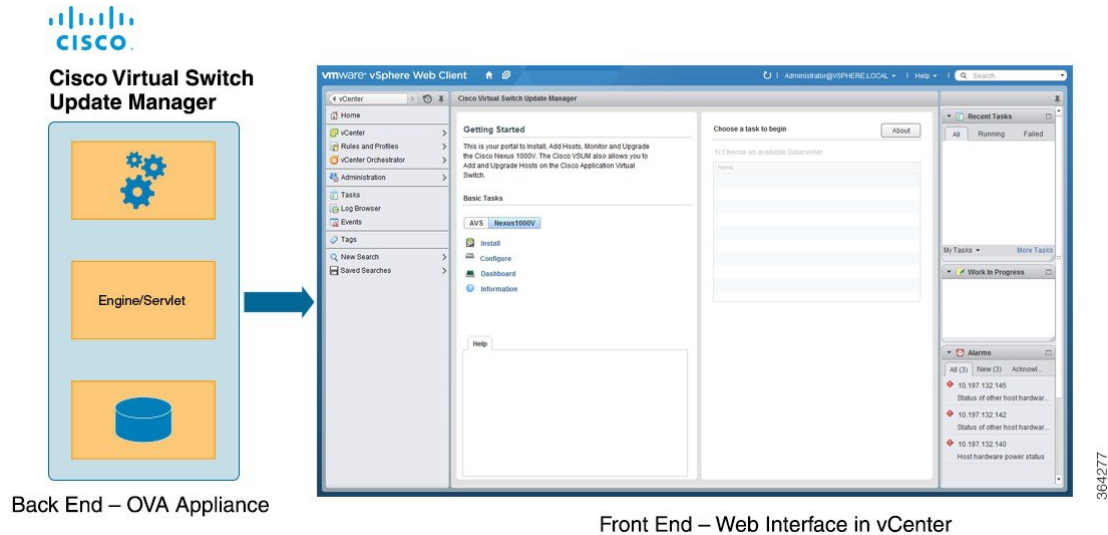 CISCO.
Cisco Virtual Switch
Update Manager
Engine/Servlet
Back End – OVA Appliance
vmware® vSphere Web Client
Administrator@VSPHERE.LOCAL
Help
Search
vCenter
Home
vCenter
Rules and Profiles
vCenter Orchestrator
Administration
Tasks
Log Browser
Events
Tags
New Search
Saved Searches
Cisco Virtual Switch Update Manager
Getting Started
This is your portal to Install, Add Hosts, Monitor and Upgrade
the Cisco Nexus 1000V. The Cisco VSUM also allows you to
Add and Upgrade Hosts on the Cisco Application Virtual
Switch.
Basic Tasks
AVS Nexus1000V
Install
Configure
Dashboard
Information
Help
Choose a task to begin
About
1) Choose an available Datacenter
name
Recent Tasks
All Running Failed
My Tasks More Tasks
Work In Progress
Alarms
All (3) New (3) Acknowl...
10.197.132.145
Status of other host hardwar...
10.197.132.142
Status of other host hardwar...
10.197.132.140
Host hardware power status
Front End – Web Interface in vCenter
364277